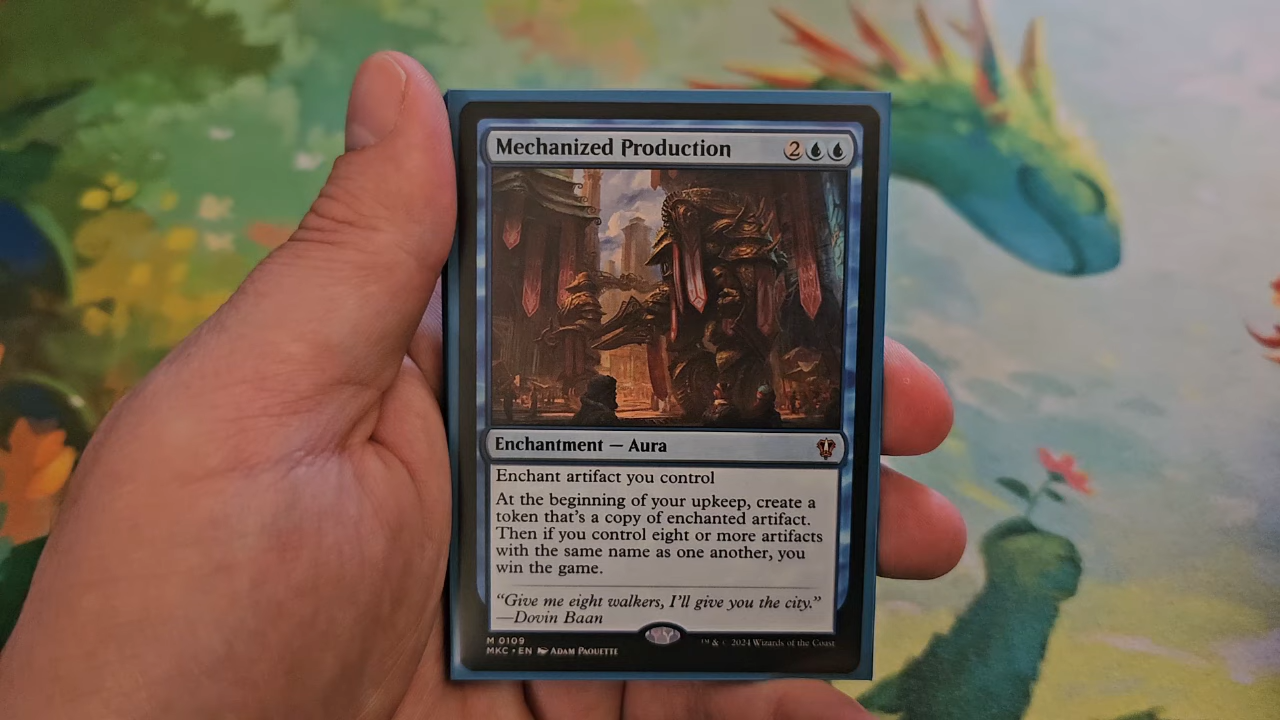 Mechanized Production 2
Enchantment — Aura
Enchant artifact you control
At the beginning of your upkeep, create a
token that's a copy of enchanted artifact.
Then if you control eight or more artifacts
with the same name as one another, you
win the game.
“Give me eight walkers, I'll give you the city.”
—Dovin Baan
M 0109
MKC • EN ADAM PAQUETTE
™ & © 2024 Wizards of the Coast